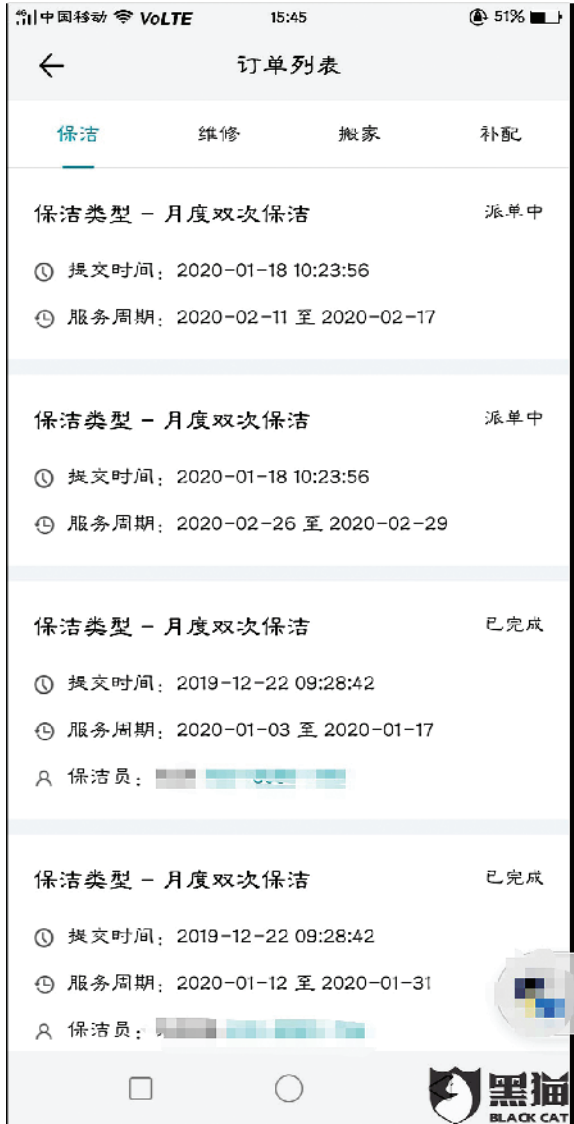 46 中国移动 VoLTE 15:45 51%
订单列表
保洁 维修 搬家 补配
保洁类型 - 月度双次保洁 派单中
提交时间：2020-01-18 10:23:56
服务周期：2020-02-11 至 2020-02-17
保洁类型 - 月度双次保洁 派单中
提交时间：2020-01-18 10:23:56
服务周期：2020-02-26 至 2020-02-29
保洁类型 - 月度双次保洁 已完成
提交时间：2019-12-22 09:28:42
服务周期：2020-01-03 至 2020-01-17
保洁员：
保洁类型 - 月度双次保洁 已完成
提交时间：2019-12-22 09:28:42
服务周期：2020-01-12 至 2020-01-31
保洁员：
黑猫
BLACK CAT